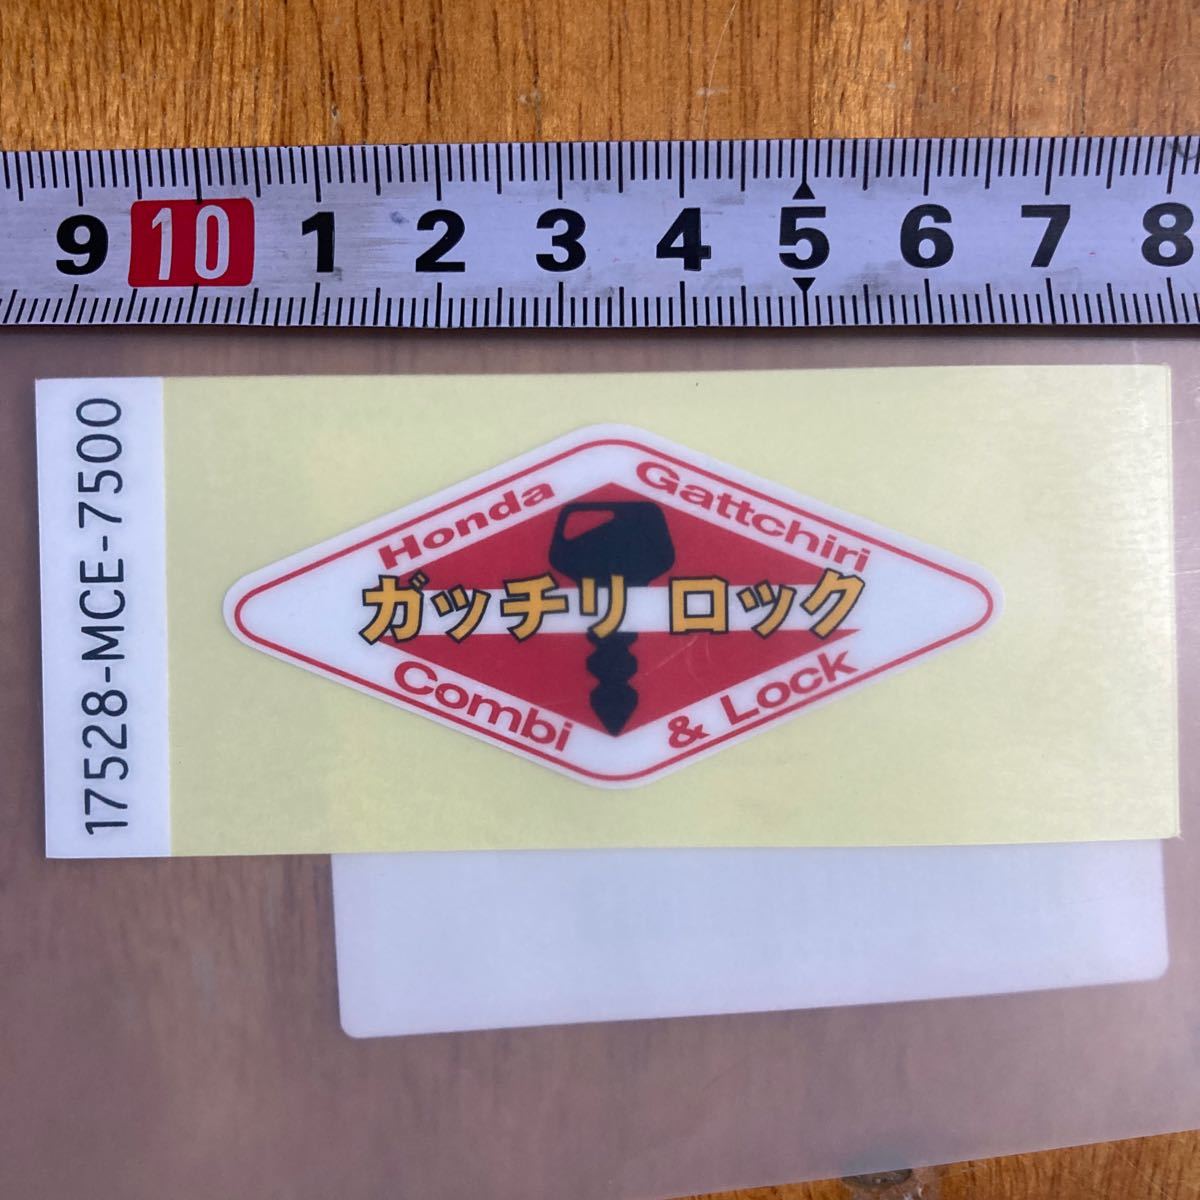 9 10 1 2 3 4 5 6 7 8
17528-MCE-7500
Honda Gattchiri
ガッチリ ロック
Combi & Lock